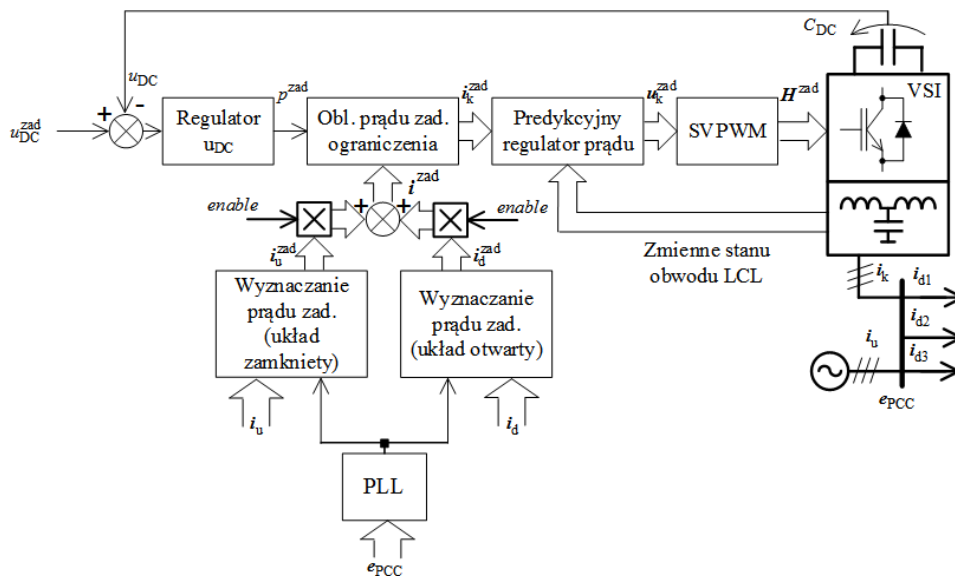 C_DC
u_DC
p^zad
i_k^zad
u_k^zad
H^zad
VSI
+
-
u_DC^zad
Regulator
u_DC
Obl. prądu zad.
ograniczenia
Predykcyjny
regulator prądu
SVPWM
i^zad
enable
+
+
enable
i_u^zad
i_d^zad
Zmienne stanu
obwodu LCL
Wyznaczanie
prądu zad.
(układ
zamkniety)
Wyznaczanie
prądu zad.
(układ otwarty)
i_k
i_d1
i_d2
i_u
i_d3
e_PCC
i_u
i_d
PLL
e_PCC